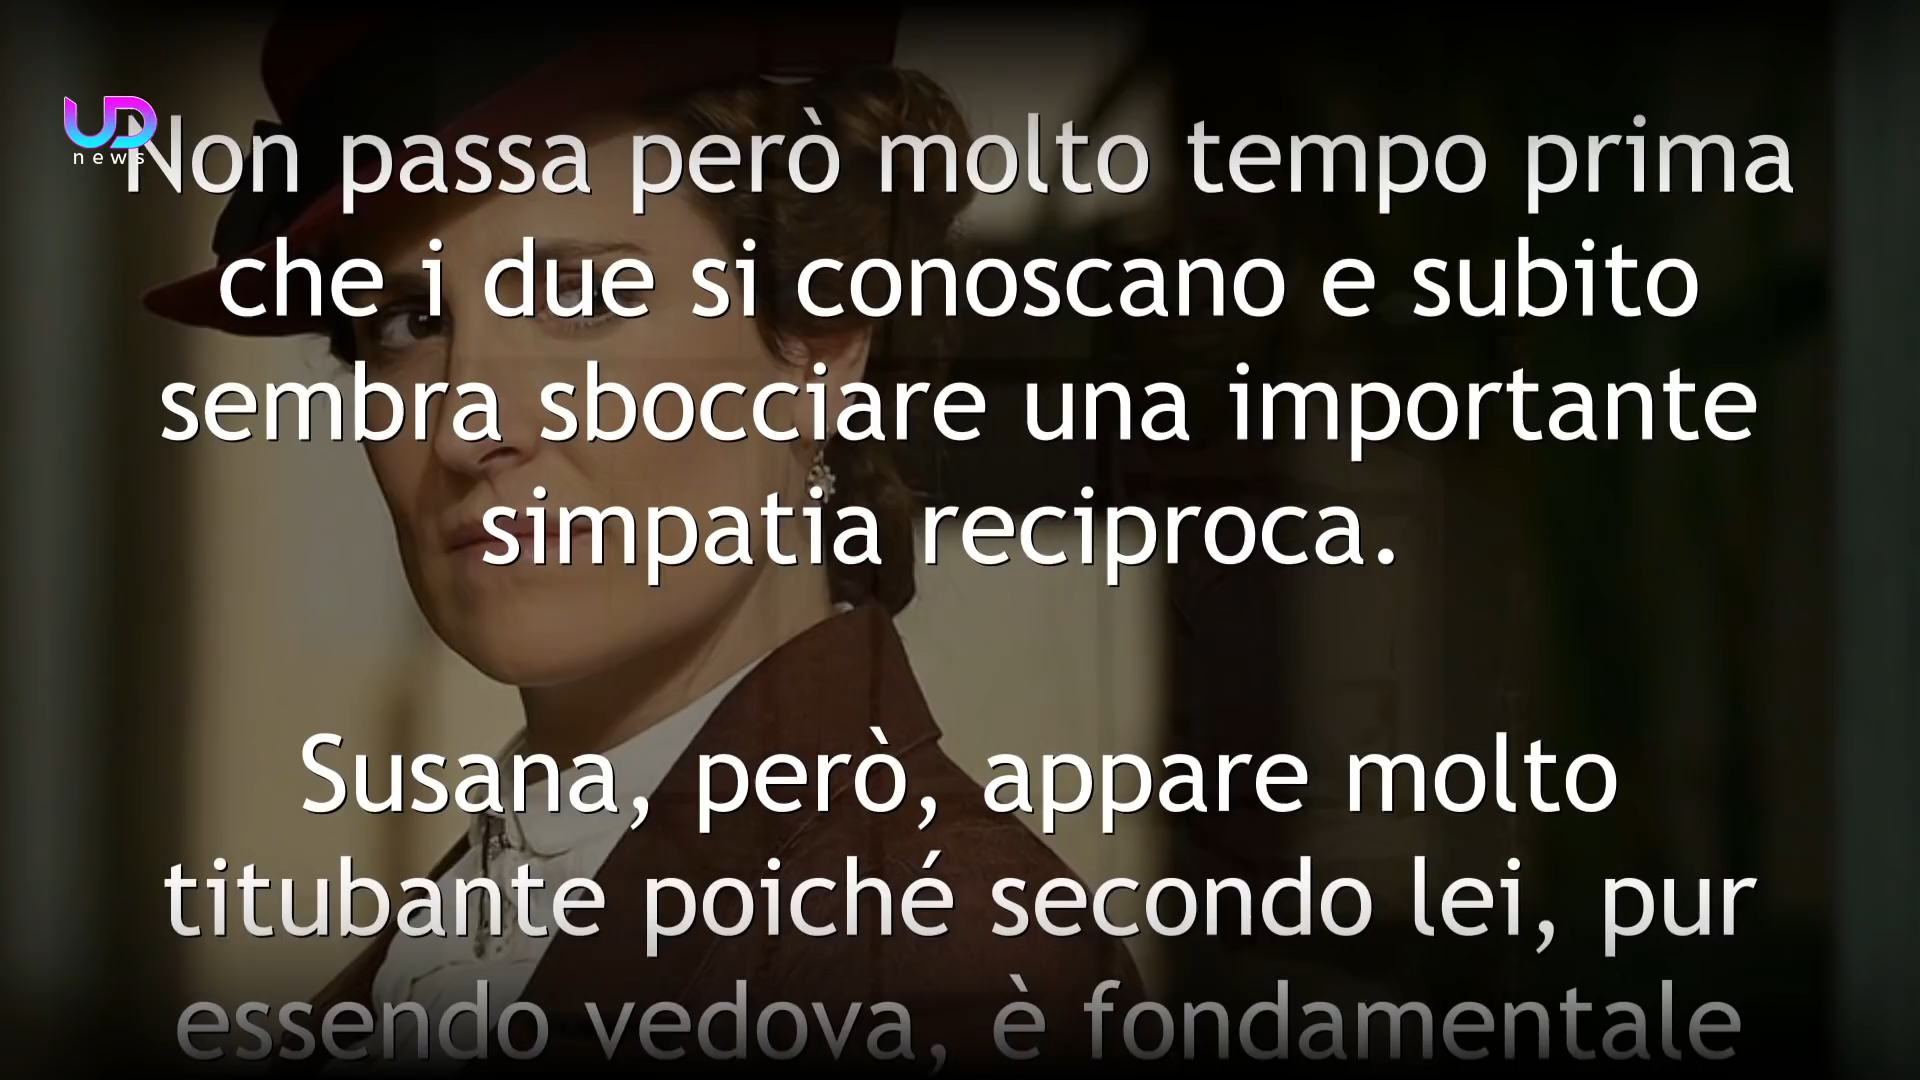 UD
news
Non passa però molto tempo prima
che i due si conoscano e subito
sembra sbocciare una importante
simpatia reciproca.
Susana, però, appare molto
titubante poiché secondo lei, pur
essendo vedova, è fondamentale